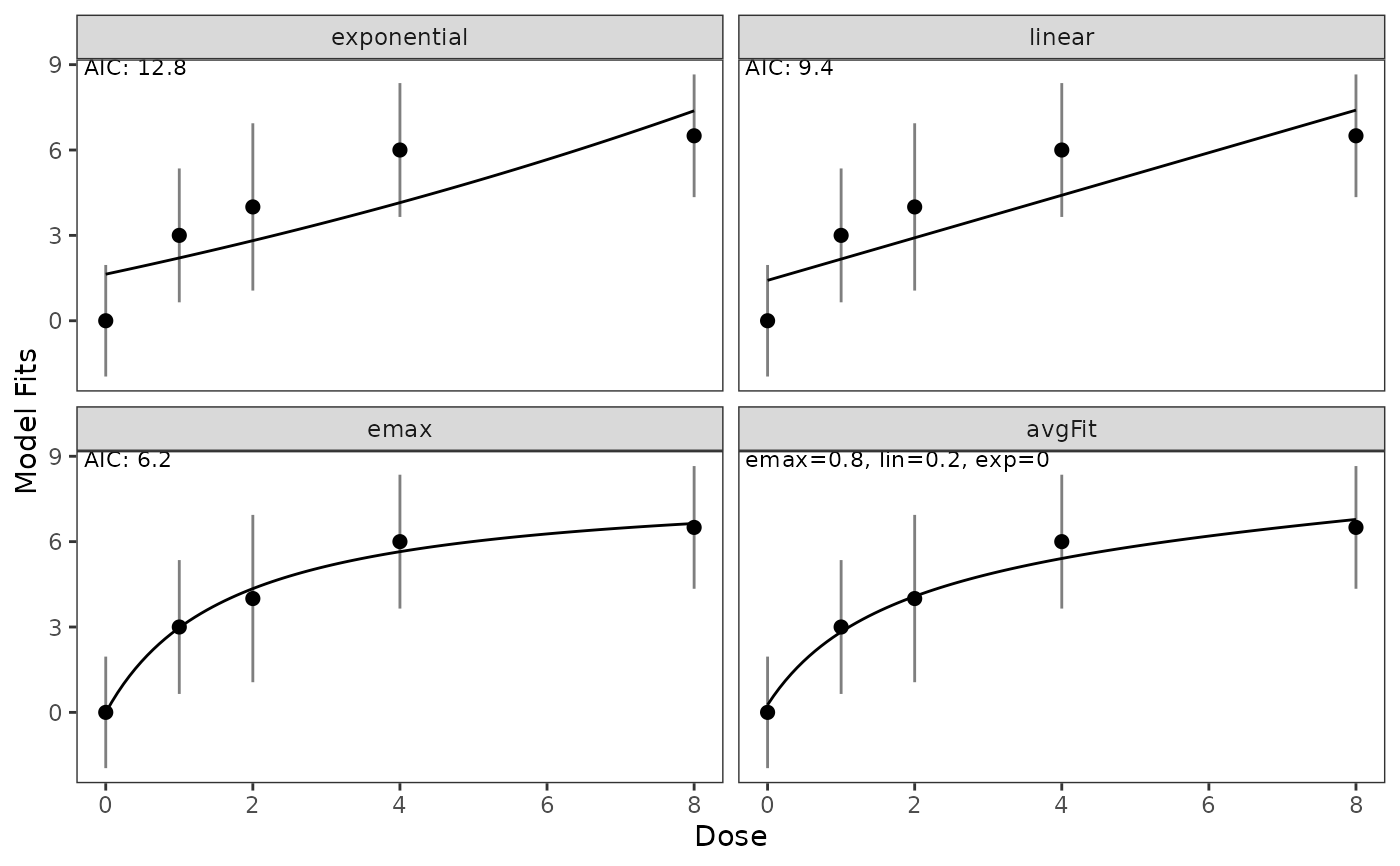 exponential
linear
AIC: 12.8
AIC: 9.4
9
6
3
0
Model Fits
emax
avgFit
AIC: 6.2
emax=0.8, lin=0.2, exp=0
9
6
3
0
0 2 4 6 8
0 2 4 6 8
Dose